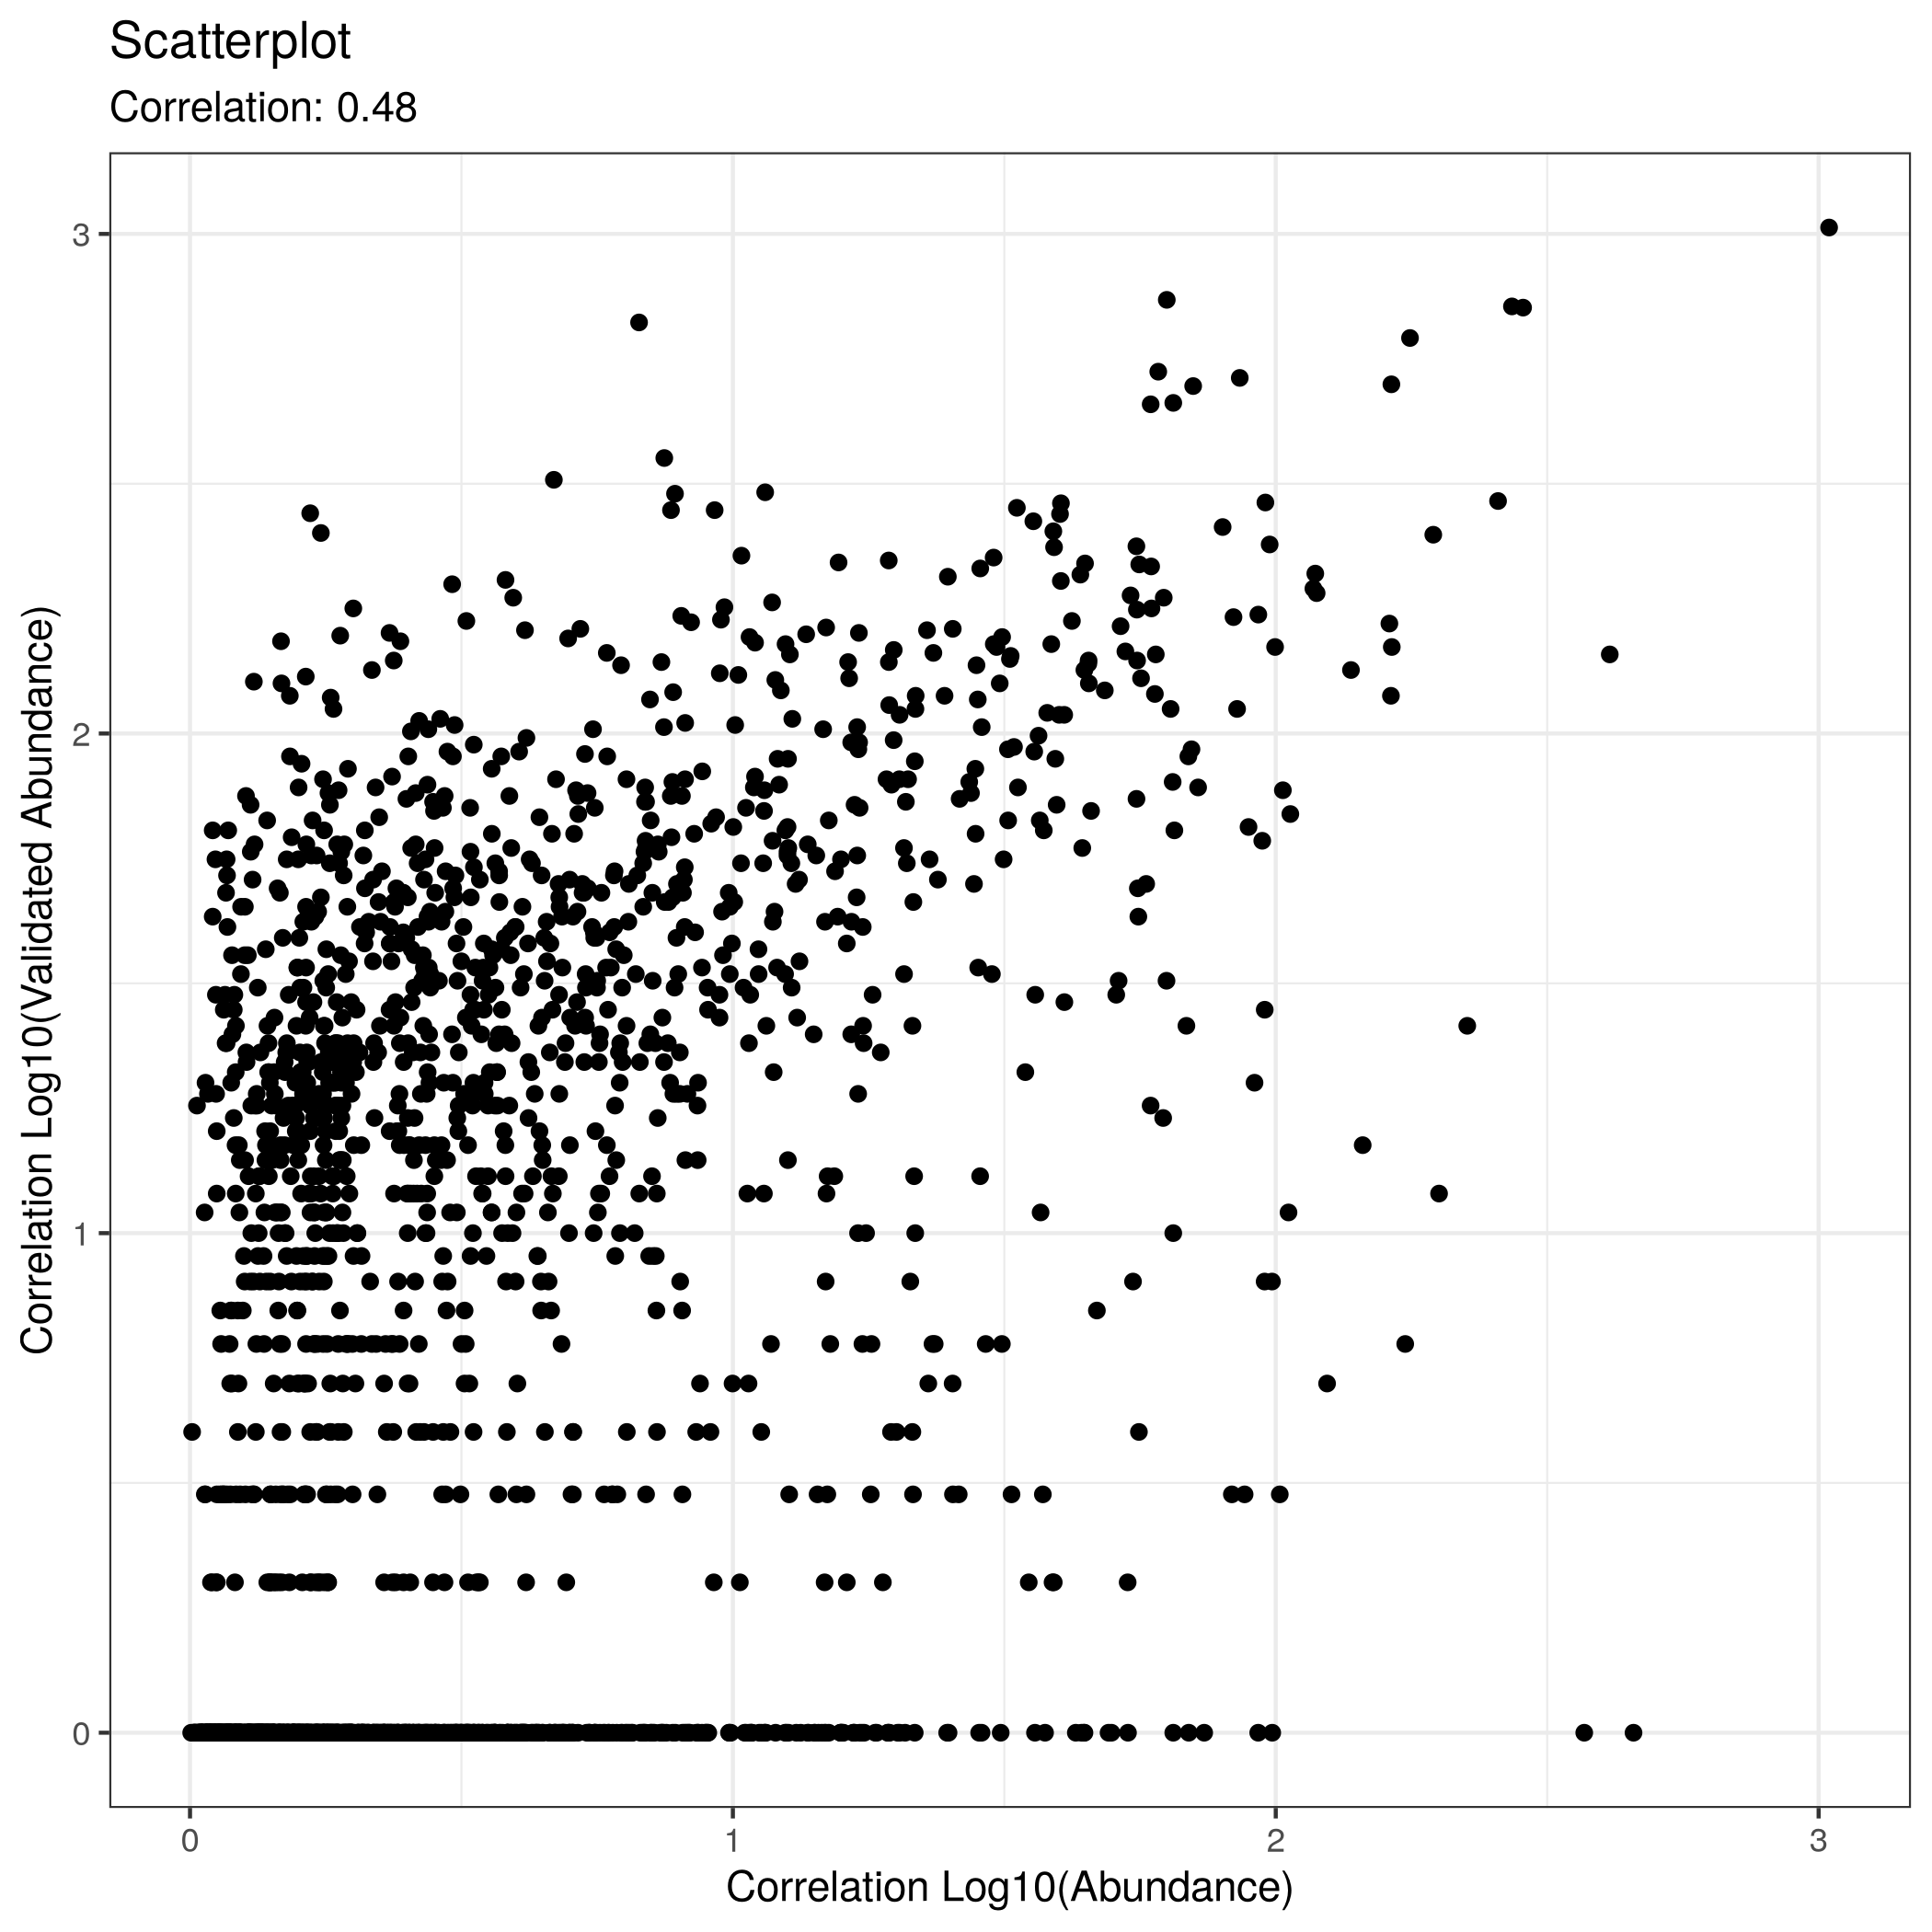 Scatterplot
Correlation: 0.48
Correlation Log10(Validated Abundance)
3
2
1
0
0 1 2 3
Correlation Log10(Abundance)